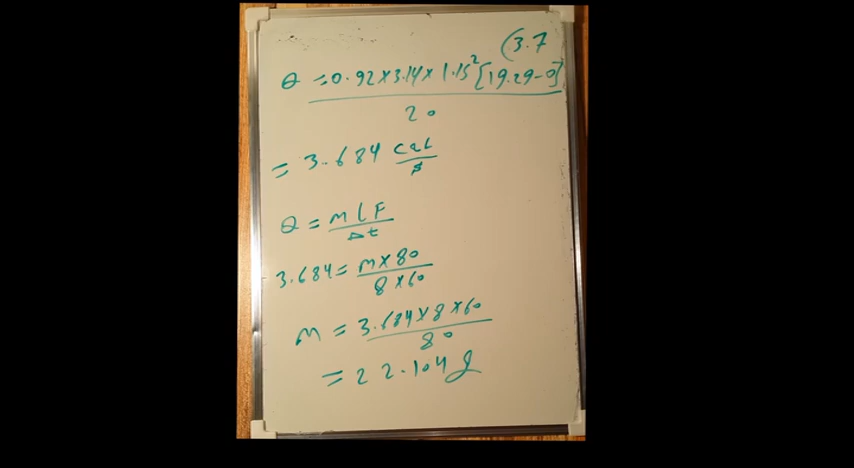 (3.7
θ = 0.92×3.14×1.15²[19.29-0]
20
= 3.684 cal/s
θ = mLF/Δt
3.684 = m×80/8×60
m = 3.684×8×60/80
= 22.104 g